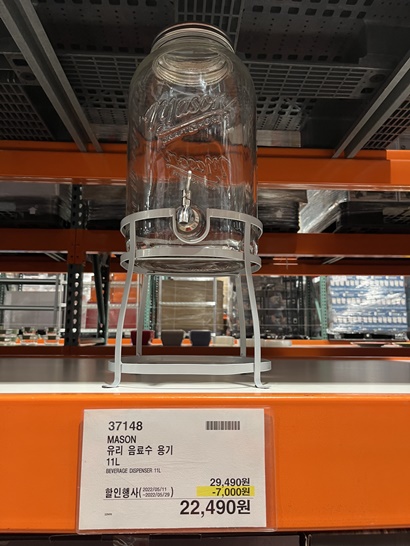 Mason
37148
MASON
유리 음료수 용기
11L
BEVERAGE DISPENSER 11L
29,490원
할인행사(2022/05/11~2022/05/29) -7,000원
22,490원